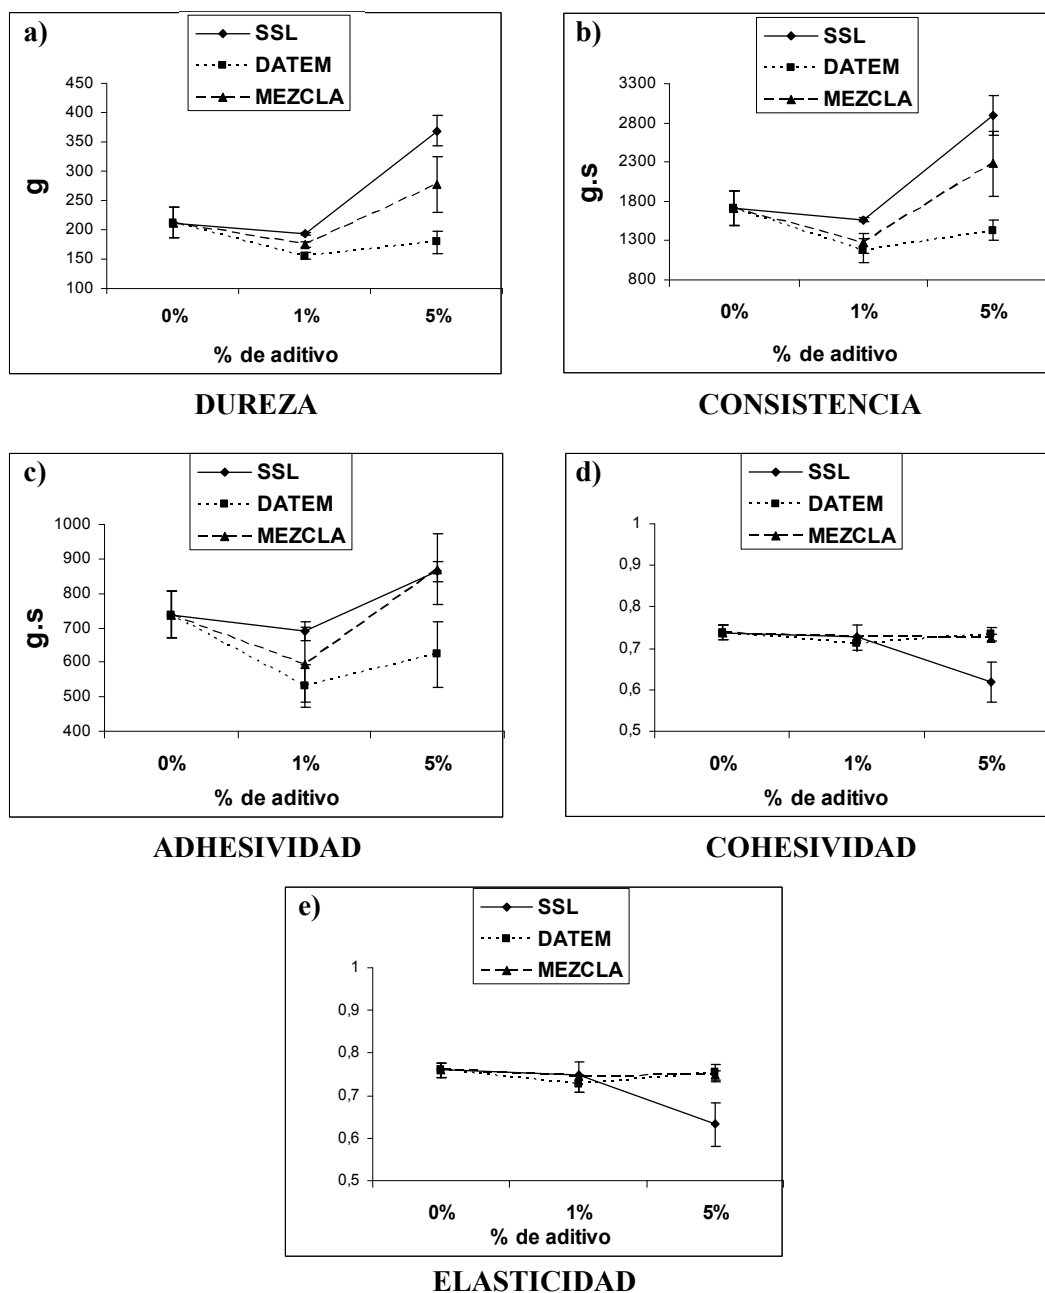 a)
SSL
DATEM
MEZCLA
450
400
350
300
250
200
150
100
g
0% 1% 5%
% de aditivo
DUREZA
b)
SSL
DATEM
MEZCLA
3300
2800
2300
1800
1300
800
g.s
0% 1% 5%
% de aditivo
CONSISTENCIA
c)
SSL
DATEM
MEZCLA
1000
900
800
700
600
500
400
g.s
0% 1% 5%
% de aditivo
ADHESIVIDAD
d)
SSL
DATEM
MEZCLA
1
0,9
0,8
0,7
0,6
0,5
0% 1% 5%
% de aditivo
COHESIVIDAD
e)
SSL
DATEM
MEZCLA
1
0,9
0,8
0,7
0,6
0,5
0% 1% 5%
% de aditivo
ELASTICIDAD